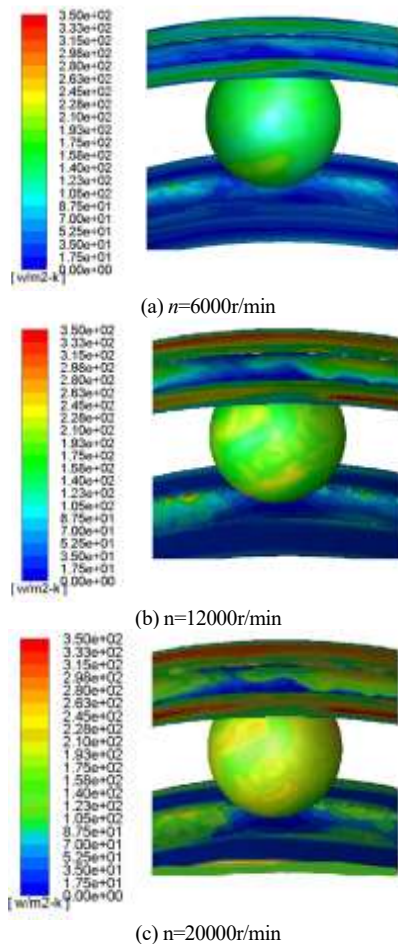 3.50e+02
3.33e+02
3.15e+02
2.98e+02
2.80e+02
2.63e+02
2.45e+02
2.28e+02
2.10e+02
1.93e+02
1.75e+02
1.58e+02
1.40e+02
1.23e+02
1.05e+02
8.75e+01
7.00e+01
5.25e+01
3.50e+01
1.75e+01
0.00e+00
[ w/m2-k ]
(a) n=6000r/min
3.50e+02
3.33e+02
3.15e+02
2.98e+02
2.80e+02
2.63e+02
2.45e+02
2.28e+02
2.10e+02
1.93e+02
1.75e+02
1.58e+02
1.40e+02
1.23e+02
1.05e+02
8.75e+01
7.00e+01
5.25e+01
3.50e+01
1.75e+01
0.00e+00
[ w/m2-k ]
(b) n=12000r/min
3.50e+02
3.33e+02
3.15e+02
2.98e+02
2.80e+02
2.63e+02
2.45e+02
2.28e+02
2.10e+02
1.93e+02
1.75e+02
1.58e+02
1.40e+02
1.23e+02
1.05e+02
8.75e+01
7.00e+01
5.25e+01
3.50e+01
1.75e+01
0.00e+00
[ w/m2-k ]
(c) n=20000r/min